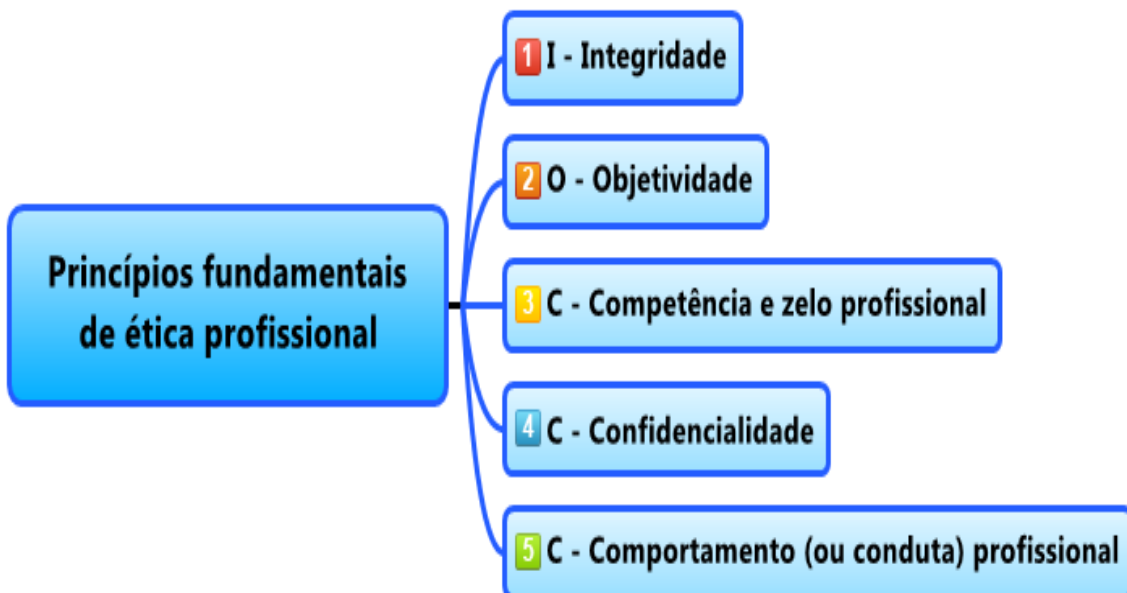 1 I - Integridade
2 O - Objetividade
Princípios fundamentais
de ética profissional
3 C - Competência e zelo profissional
4 C - Confidencialidade
5 C - Comportamento (ou conduta) profissional